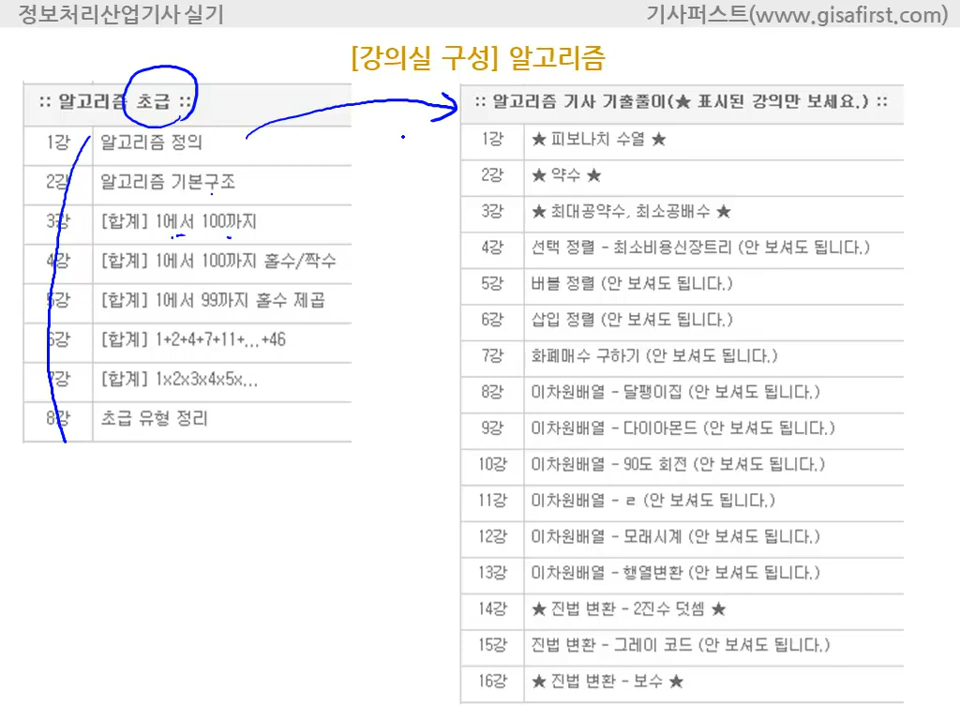 정보처리산업기사 실기
기사퍼스트(www.gisafirst.com)
[강의실 구성] 알고리즘
:: 알고리즘 초급 ::
1강 알고리즘 정의
2강 알고리즘 기본구조
3강 [합계] 1에서 100까지
4강 [합계] 1에서 100까지 홀수/짝수
5강 [합계] 1에서 99까지 홀수 제곱
6강 [합계] 1+2+4+7+11+...+46
7강 [합계] 1x2x3x4x5x...
8강 초급 유형 정리
:: 알고리즘 기사 기출풀이(★ 표시된 강의만 보세요.) ::
1강 ★ 피보나치 수열 ★
2강 ★ 약수 ★
3강 ★ 최대공약수, 최소공배수 ★
4강 선택 정렬 - 최소비용신장트리 (안 보셔도 됩니다.)
5강 버블 정렬 (안 보셔도 됩니다.)
6강 삽입 정렬 (안 보셔도 됩니다.)
7강 화폐매수 구하기 (안 보셔도 됩니다.)
8강 이차원배열 - 달팽이집 (안 보셔도 됩니다.)
9강 이차원배열 - 다이아몬드 (안 보셔도 됩니다.)
10강 이차원배열 - 90도 회전 (안 보셔도 됩니다.)
11강 이차원배열 - ㄹ (안 보셔도 됩니다.)
12강 이차원배열 - 모래시계 (안 보셔도 됩니다.)
13강 이차원배열 - 행열변환 (안 보셔도 됩니다.)
14강 ★ 진법 변환 - 2진수 덧셈 ★
15강 진법 변환 - 그레이 코드 (안 보셔도 됩니다.)
16강 ★ 진법 변환 - 보수 ★